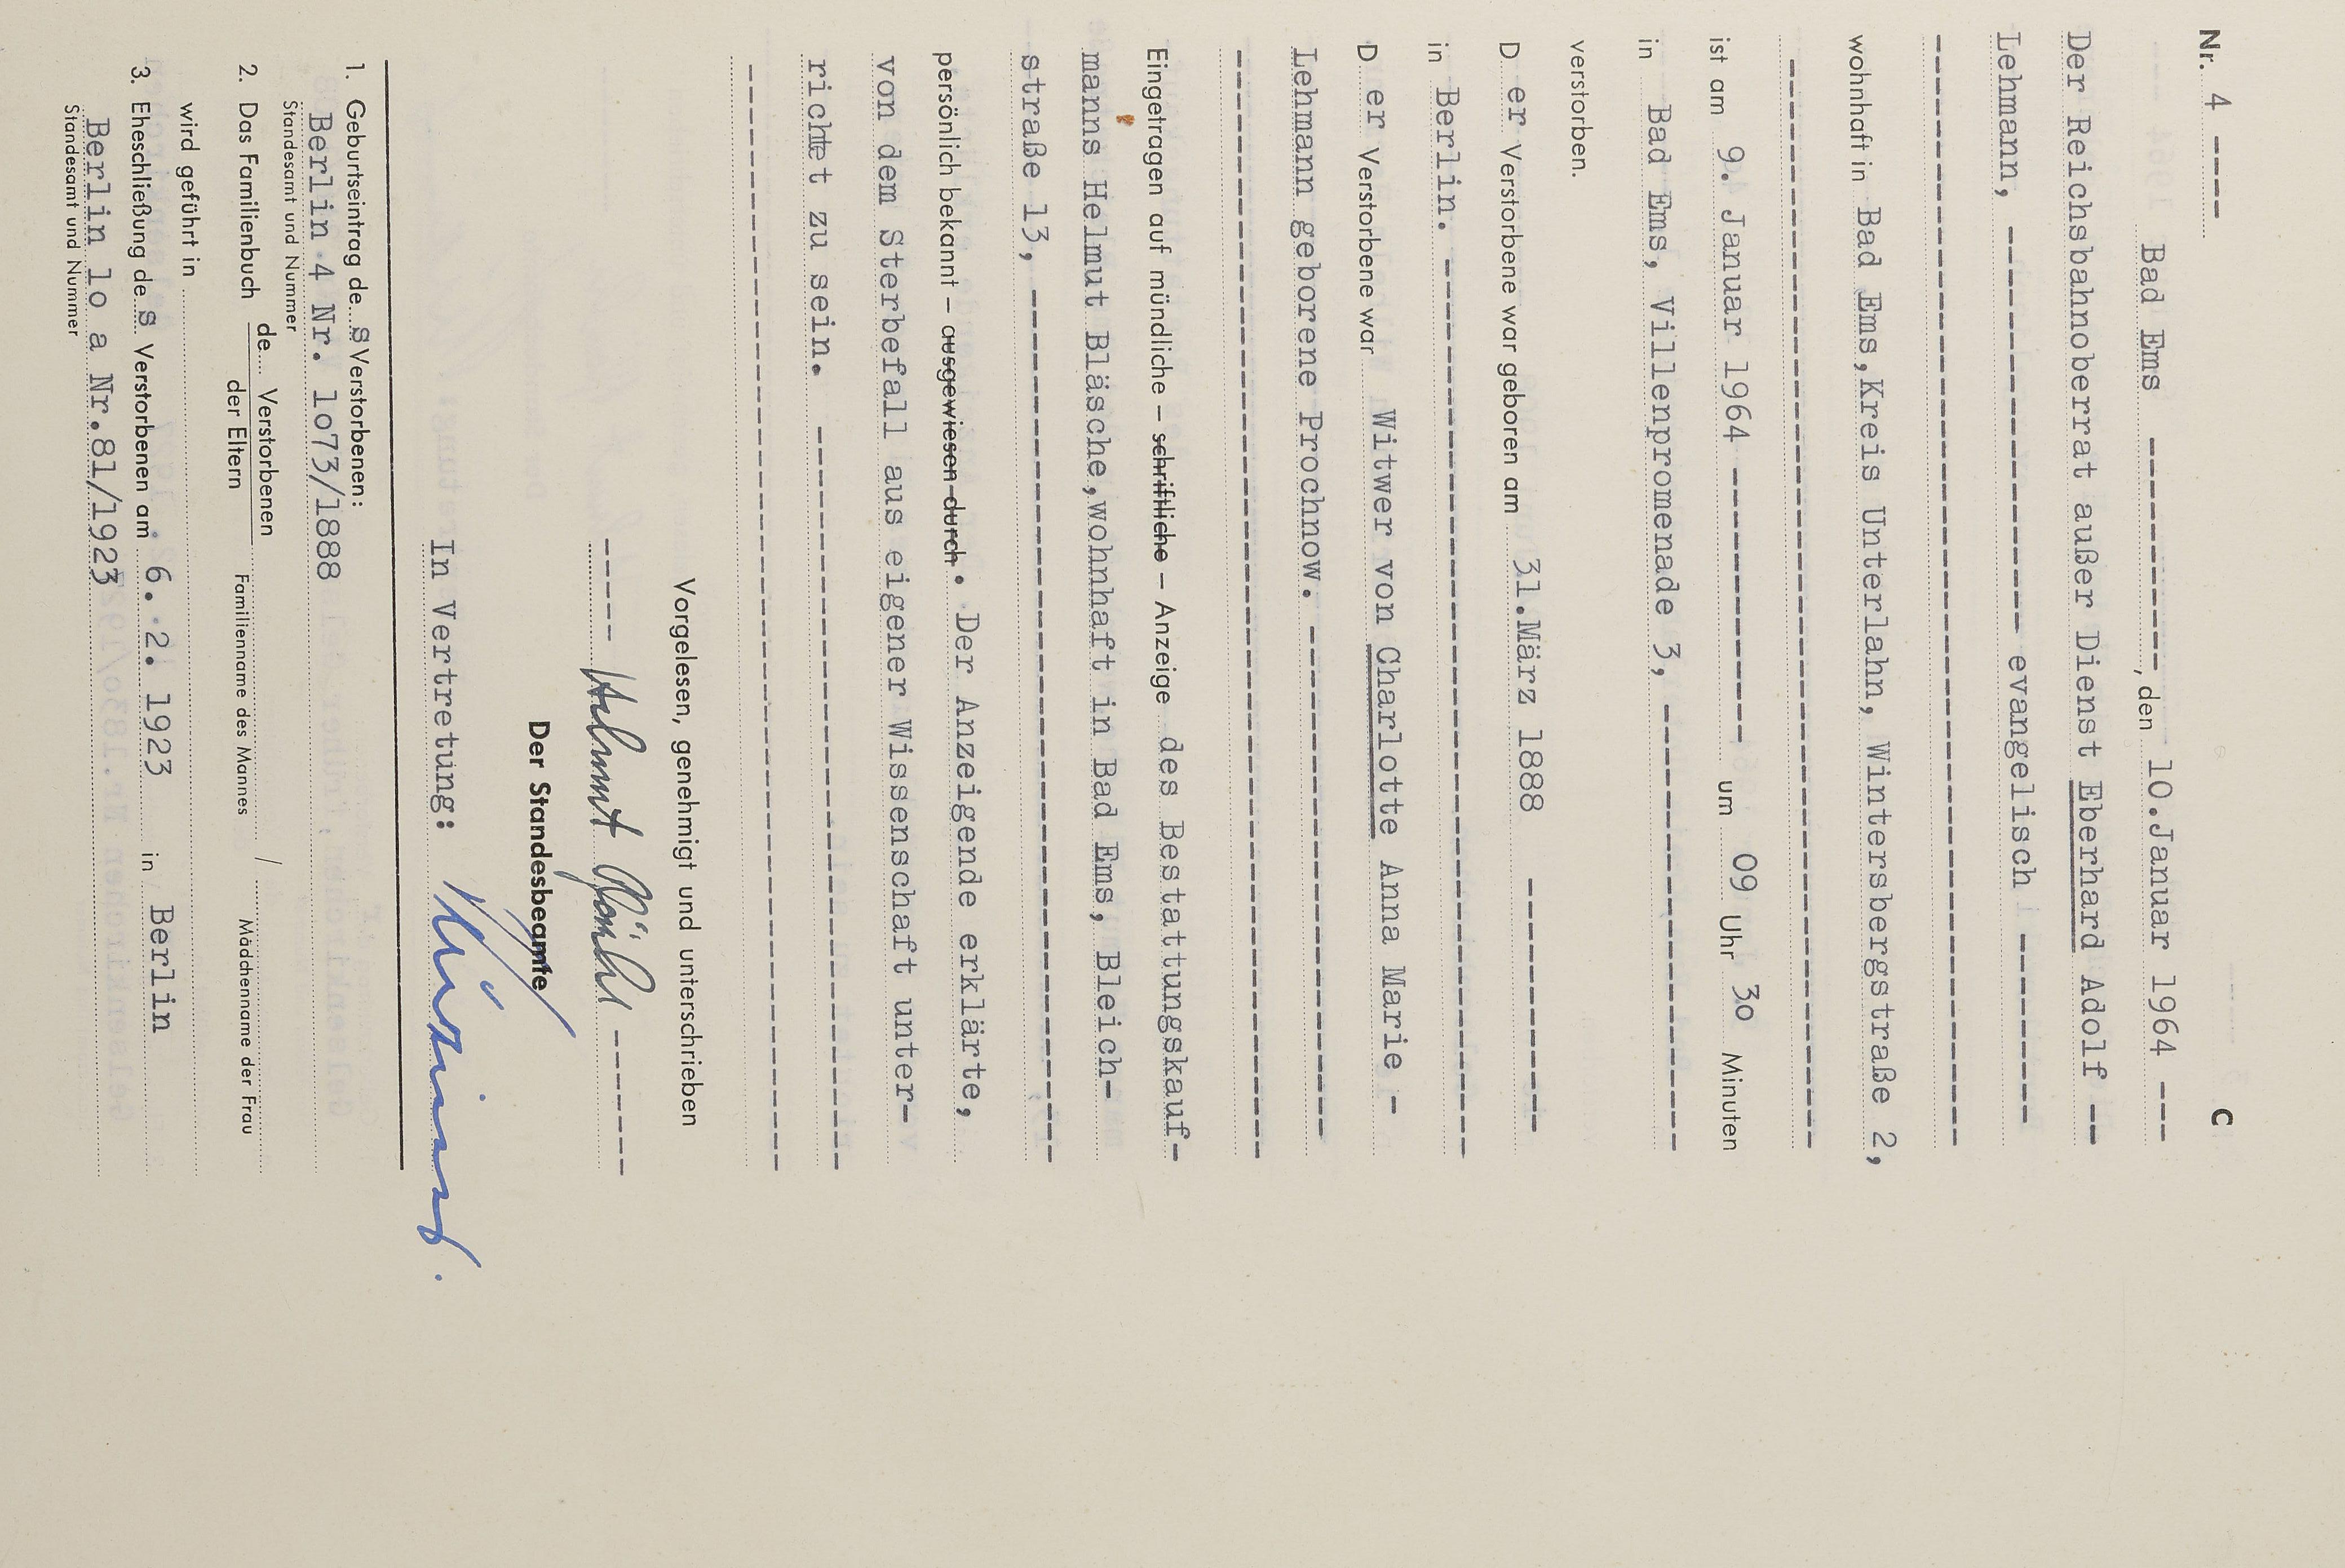 Nr. 4 ---- C
Bad Ems ----------, den 10.Januar 1964 ---
Der Reichsbahnoberrat außer Dienst Eberhard Adolf --
Lehmann, ----------------- evangelisch --------
wohnhaft in Bad Ems,Kreis Unterlahn, Wintersbergstraße 2,
ist am 9. Januar 1964 ------------ um 09 Uhr 3o Minuten
in Bad Ems, Villenpromenade 3, -------------------
verstorben.
D er Verstorbene war geboren am 31.März 1888 -----------
in Berlin. ---------------------------------------
D er Verstorbene war Witwer von Charlotte Anna Marie -
Lehmann geborene Prochnow. ----------------------
Eingetragen auf mündliche – schriftliche – Anzeige des Bestattungskauf-
manns Helmut Bläsche,wohnhaft in Bad Ems, Bleich-
straße 13, --------------------------------------
persönlich bekannt – ausgewiesen durch . Der Anzeigende erklärte,
von dem Sterbefall aus eigener Wissenschaft unter-
richtet zu sein. --------------------------------
Vorgelesen, genehmigt und unterschrieben
----- Helmut Bläsche ------
Der Standesbeamte
In Vertretung:
1. Geburtseintrag de s Verstorbenen:
Berlin 4 Nr. 1o73/1888
Standesamt und Nummer
2. Das Familienbuch de Verstorbenen
der Eltern Familienname des Mannes / Mädchenname der Frau
wird geführt in
3. Eheschließung de s Verstorbenen am 6. 2. 1923 in Berlin
Berlin 1o a Nr.81/1923
Standesamt und Nummer